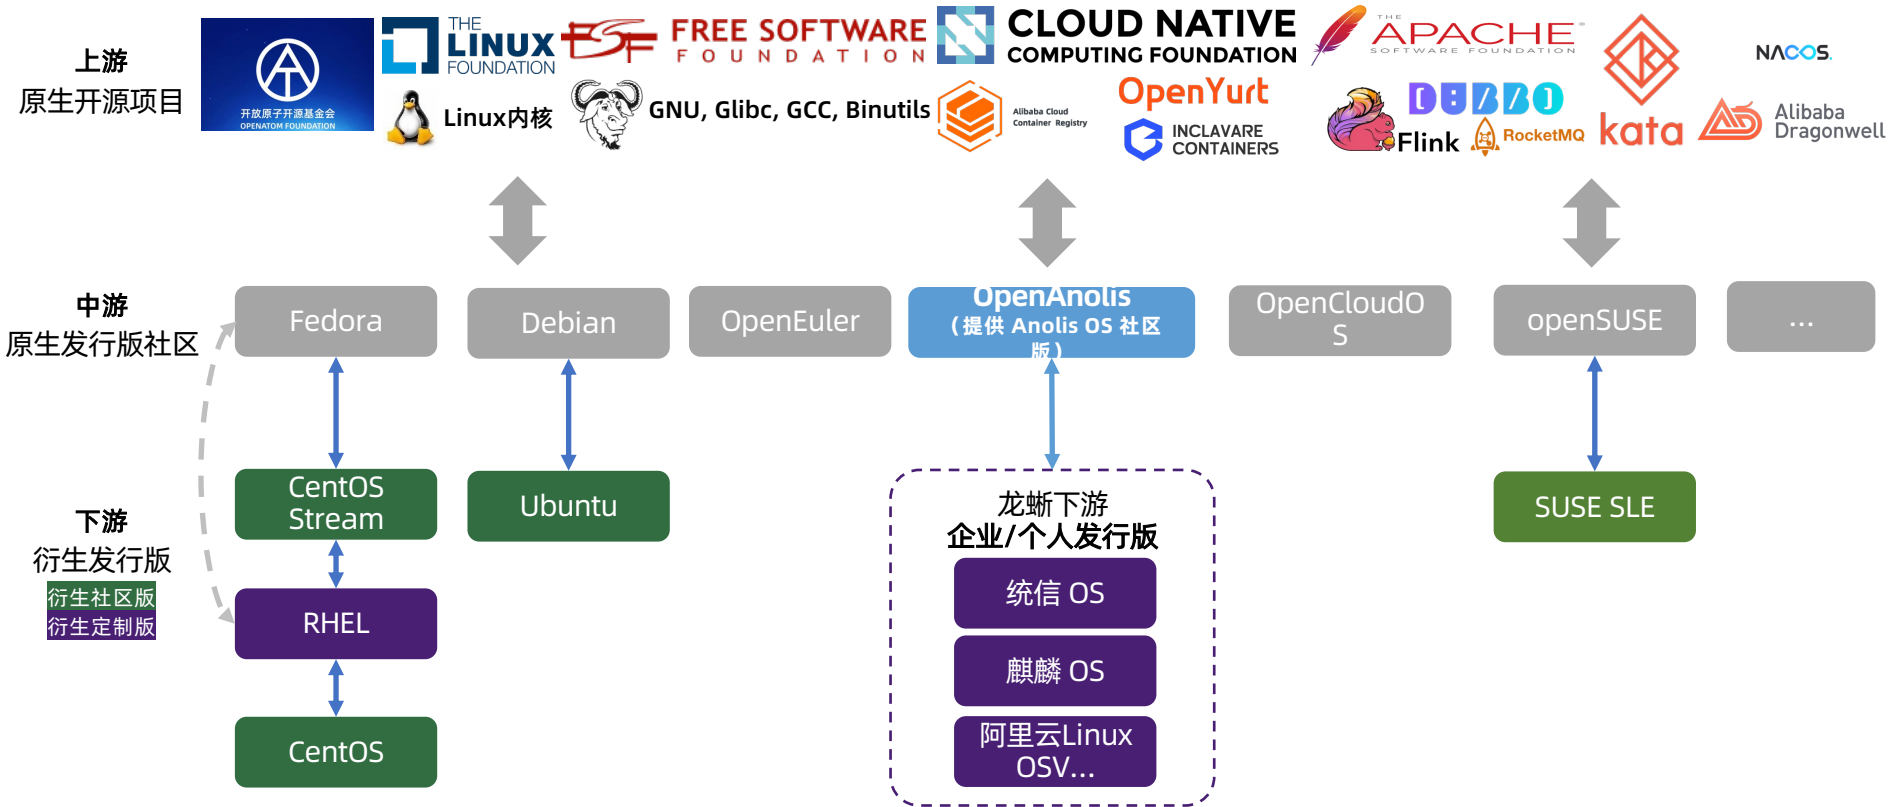 上游
原生开源项目
开放原子开源基金会
OPENATOM FOUNDATION
THE
LINUX
FOUNDATION
Linux内核
FSF
FREE SOFTWARE
FOUNDATION
GNU, Glibc, GCC, Binutils
CLOUD NATIVE
COMPUTING FOUNDATION
Alibaba Cloud
Container Registry
OpenYurt
INCLAVARE
CONTAINERS
THE
APACHE
SOFTWARE FOUNDATION
DUBBO
Flink
RocketMQ
kata
NACOS.
Alibaba
Dragonwell
中游
原生发行版社区
Fedora
Debian
OpenEuler
OpenAnolis
(提供 Anolis OS 社区
版)
OpenCloudO
S
openSUSE
...
下游
衍生发行版
衍生社区版
衍生定制版
CentOS
Stream
RHEL
CentOS
Ubuntu
龙蜥下游
企业/个人发行版
统信 OS
麒麟 OS
阿里云Linux
OSV...
SUSE SLE